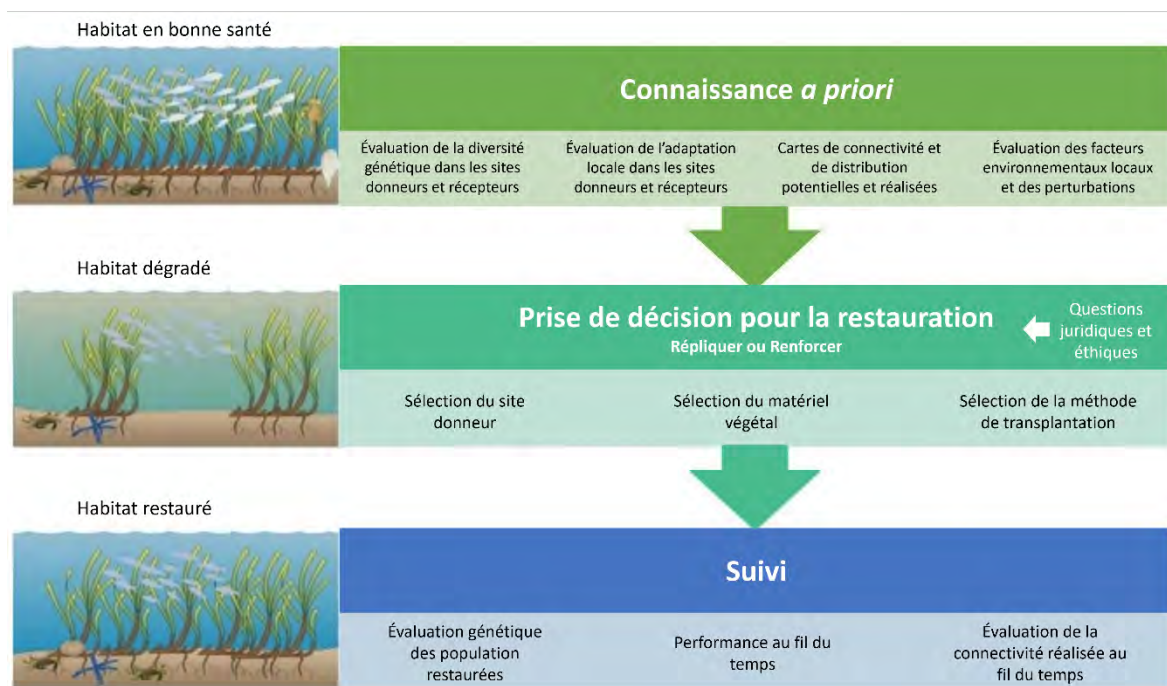 Habitat en bonne santé
Connaissance a priori
Évaluation de la diversité
génétique dans les sites
donneurs et récepteurs
Évaluation de l'adaptation
locale dans les sites
donneurs et récepteurs
Cartes de connectivité et
de distribution
potentielles et réalisées
Évaluation des facteurs
environnementaux locaux
et des perturbations
Habitat dégradé
Prise de décision pour la restauration
Répliquer ou Renforcer
Questions
juridiques et
éthiques
Sélection du site
donneur
Sélection du matériel
végétal
Sélection de la méthode
de transplantation
Habitat restauré
Suivi
Évaluation génétique
des population
restaurées
Performance au fil du
temps
Évaluation de la
connectivité réalisée au
fil du temps